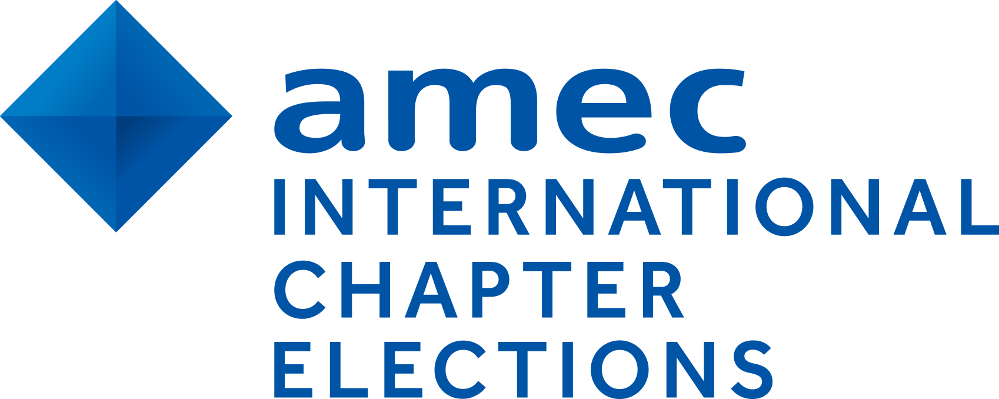 amec
INTERNATIONAL
CHAPTER
ELECTIONS